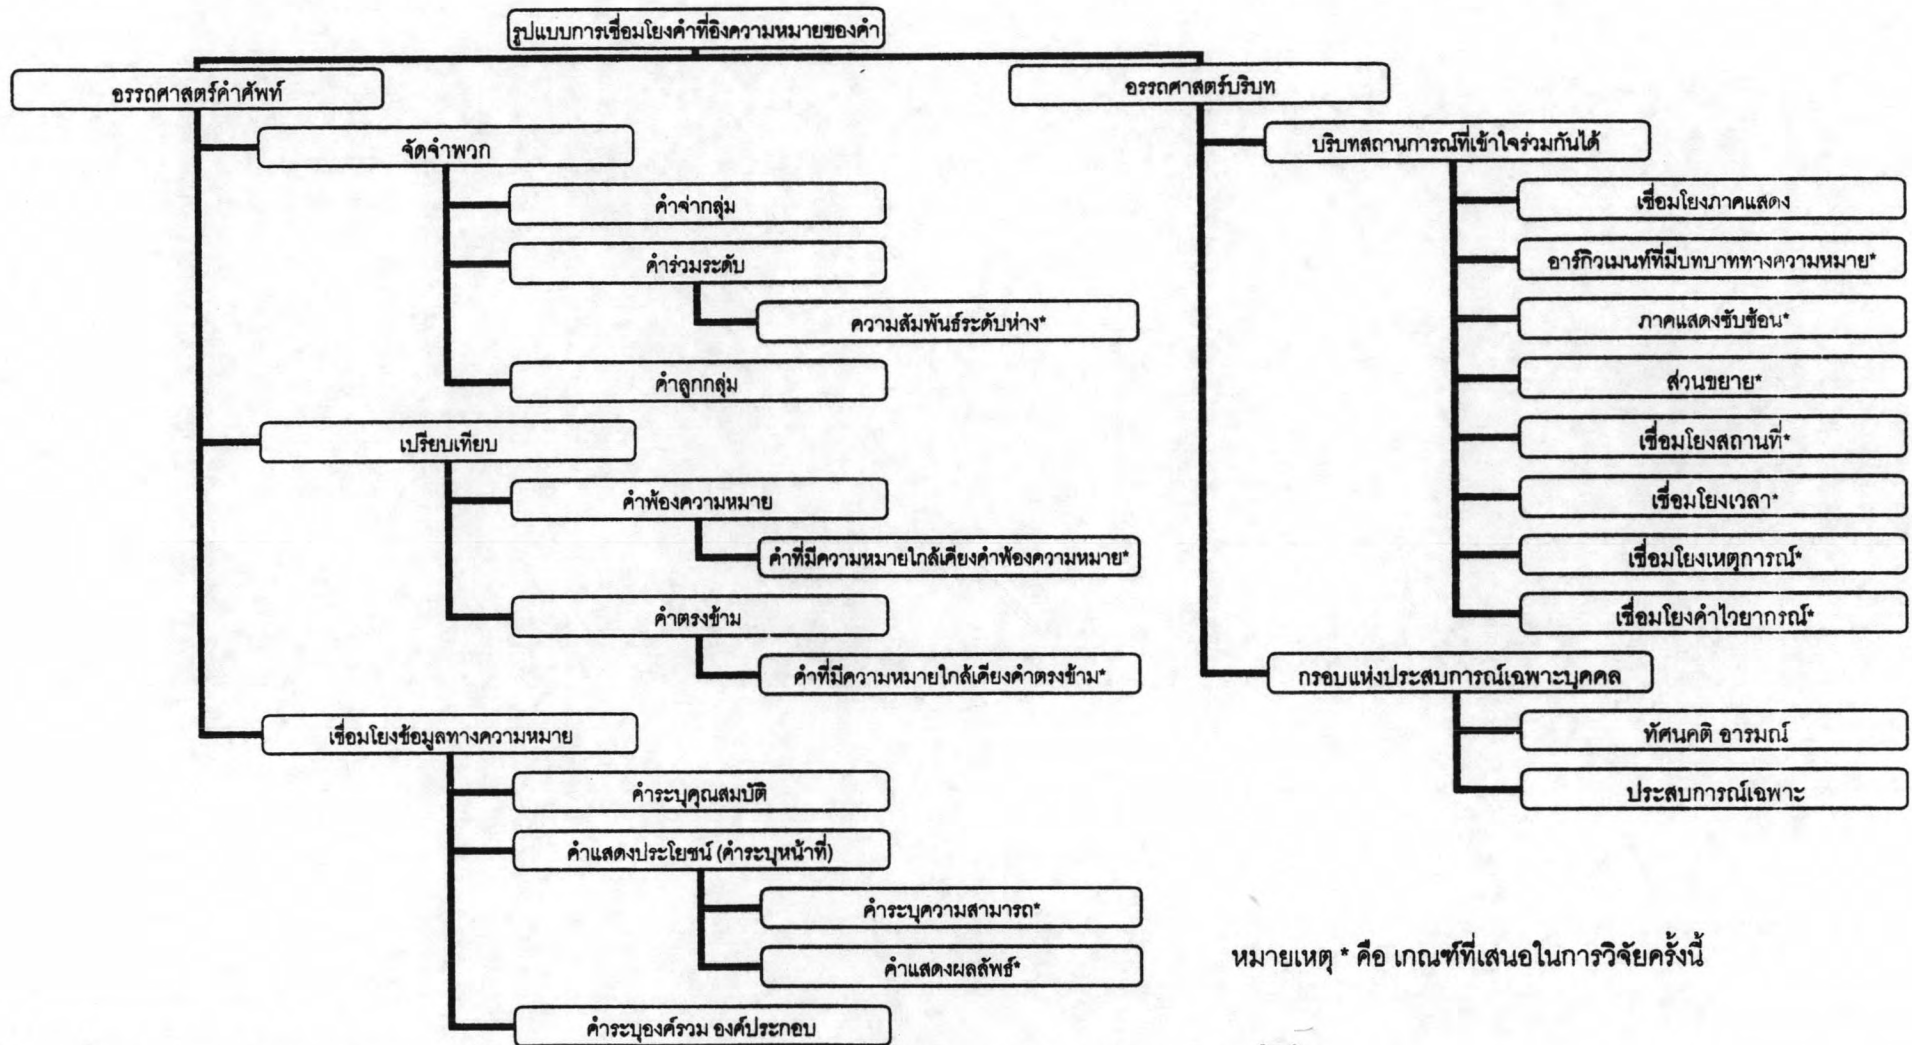 รูปแบบการเชื่อมโยงคำที่อิงความหมายของคำ
อรรถศาสตร์คำศัพท์
จัดจำพวก
คำจ่ากลุ่ม
คำร่วมระดับ
ความสัมพันธ์ระดับห่าง*
คำลูกกลุ่ม
เปรียบเทียบ
คำพ้องความหมาย
คำที่มีความหมายใกล้เคียงคำพ้องความหมาย*
คำตรงข้าม
คำที่มีความหมายใกล้เคียงคำตรงข้าม*
เชื่อมโยงข้อมูลทางความหมาย
คำระบุคุณสมบัติ
คำแสดงประโยชน์ (คำระบุหน้าที่)
คำระบุความสามารถ*
คำแสดงผลลัพธ์*
คำระบุองค์รวม องค์ประกอบ
อรรถศาสตร์บริบท
บริบทสถานการณ์ที่เข้าใจร่วมกันได้
เชื่อมโยงภาคแสดง
อาร์กิวเมนท์ที่มีบทบาททางความหมาย*
ภาคแสดงซับซ้อน*
ส่วนขยาย*
เชื่อมโยงสถานที่*
เชื่อมโยงเวลา*
เชื่อมโยงเหตุการณ์*
เชื่อมโยงคำไวยากรณ์*
กรอบแห่งประสบการณ์เฉพาะบุคคล
ทัศนคติ อารมณ์
ประสบการณ์เฉพาะ
หมายเหตุ * คือ เกณฑ์ที่เสนอในการวิจัยครั้งนี้